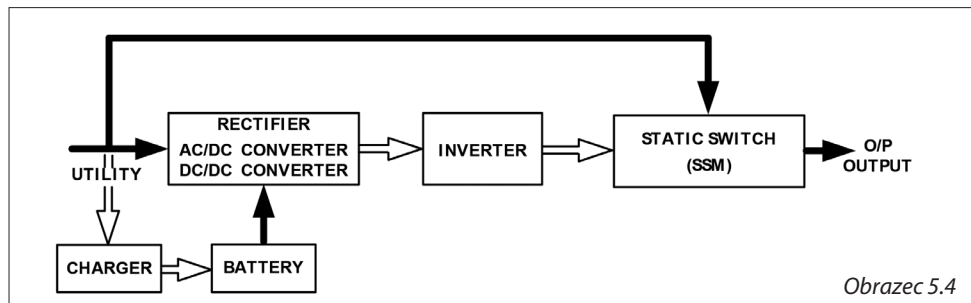 RECTIFIER
AC/DC CONVERTER
DC/DC CONVERTER
INVERTER
STATIC SWITCH
(SSM)
O/P
OUTPUT
UTILITY
CHARGER
BATTERY
Obrazec 5.4